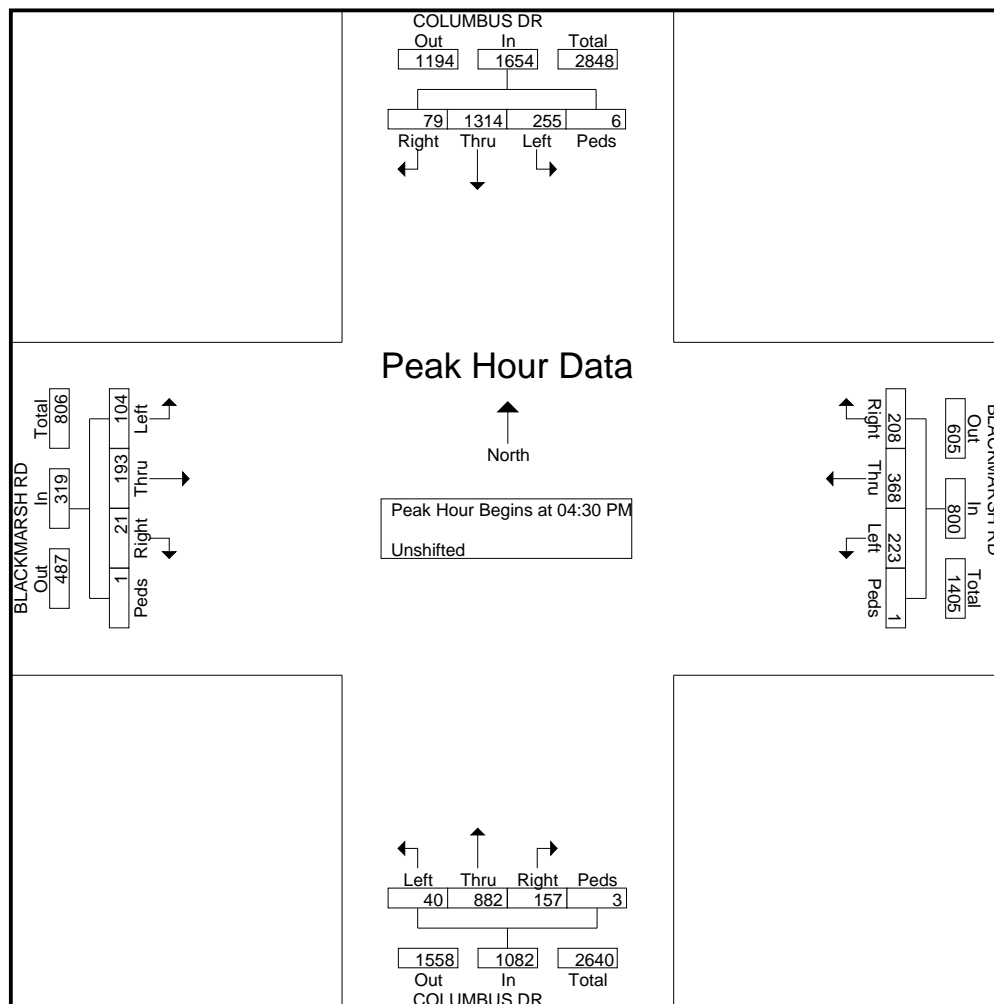 COLUMBUS DR
Out In Total
1194 1654 2848
79 1314 255 6
Right Thru Left Peds
Peak Hour Data
North
Peak Hour Begins at 04:30 PM
Unshifted
BLACKMARSH RD
Out In Total
487 319 806
Peds Right Thru Left
1 21 193 104
BLACKMARSH RD
Out In Total
605 800 1405
208 368 223 1
Right Thru Left Peds
Left Thru Right Peds
40 882 157 3
1558 1082 2640
Out In Total
COLUMBUS DR